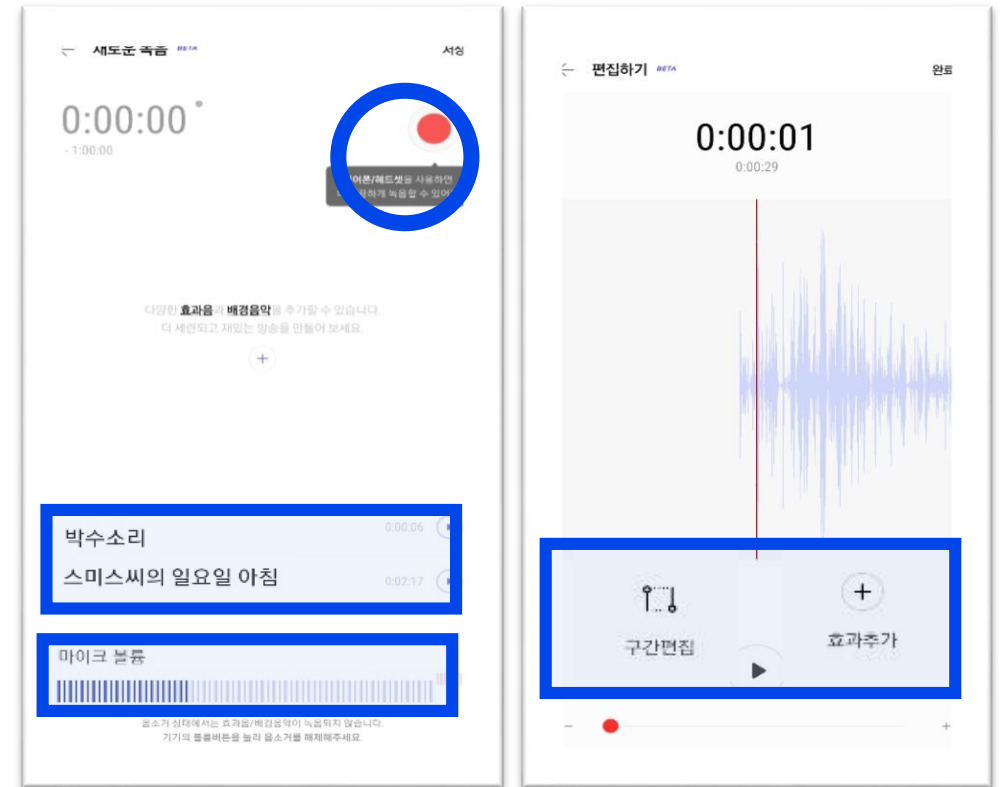 ← 새로운 녹음 BETA
저장
0:00:00
- 1:00:00
이어폰/헤드셋을 사용하면
하게 녹음할 수 있어
다양한 효과음과 배경음악을 추가할 수 있습니다.
더 세련되고 재밌는 방송을 만들어 보세요.
+
박수소리 0:00:06
스미스씨의 일요일 아침 0:02:17
마이크 볼륨
음소거 상태에서는 효과음/배경음악이 녹음되지 않습니다.
기기의 볼륨버튼을 눌러 음소거를 해제해주세요.
← 편집하기 BETA
완료
0:00:01
0:00:29
구간편집
+
효과추가
- +